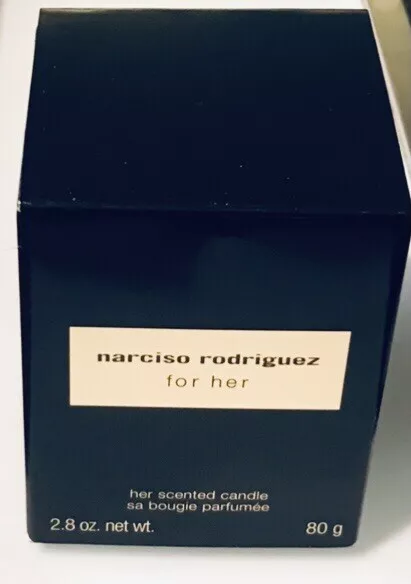 narciso rodriguez
for her
her scented candle
sa bougie parfumée
2.8 oz. net wt. 80 g